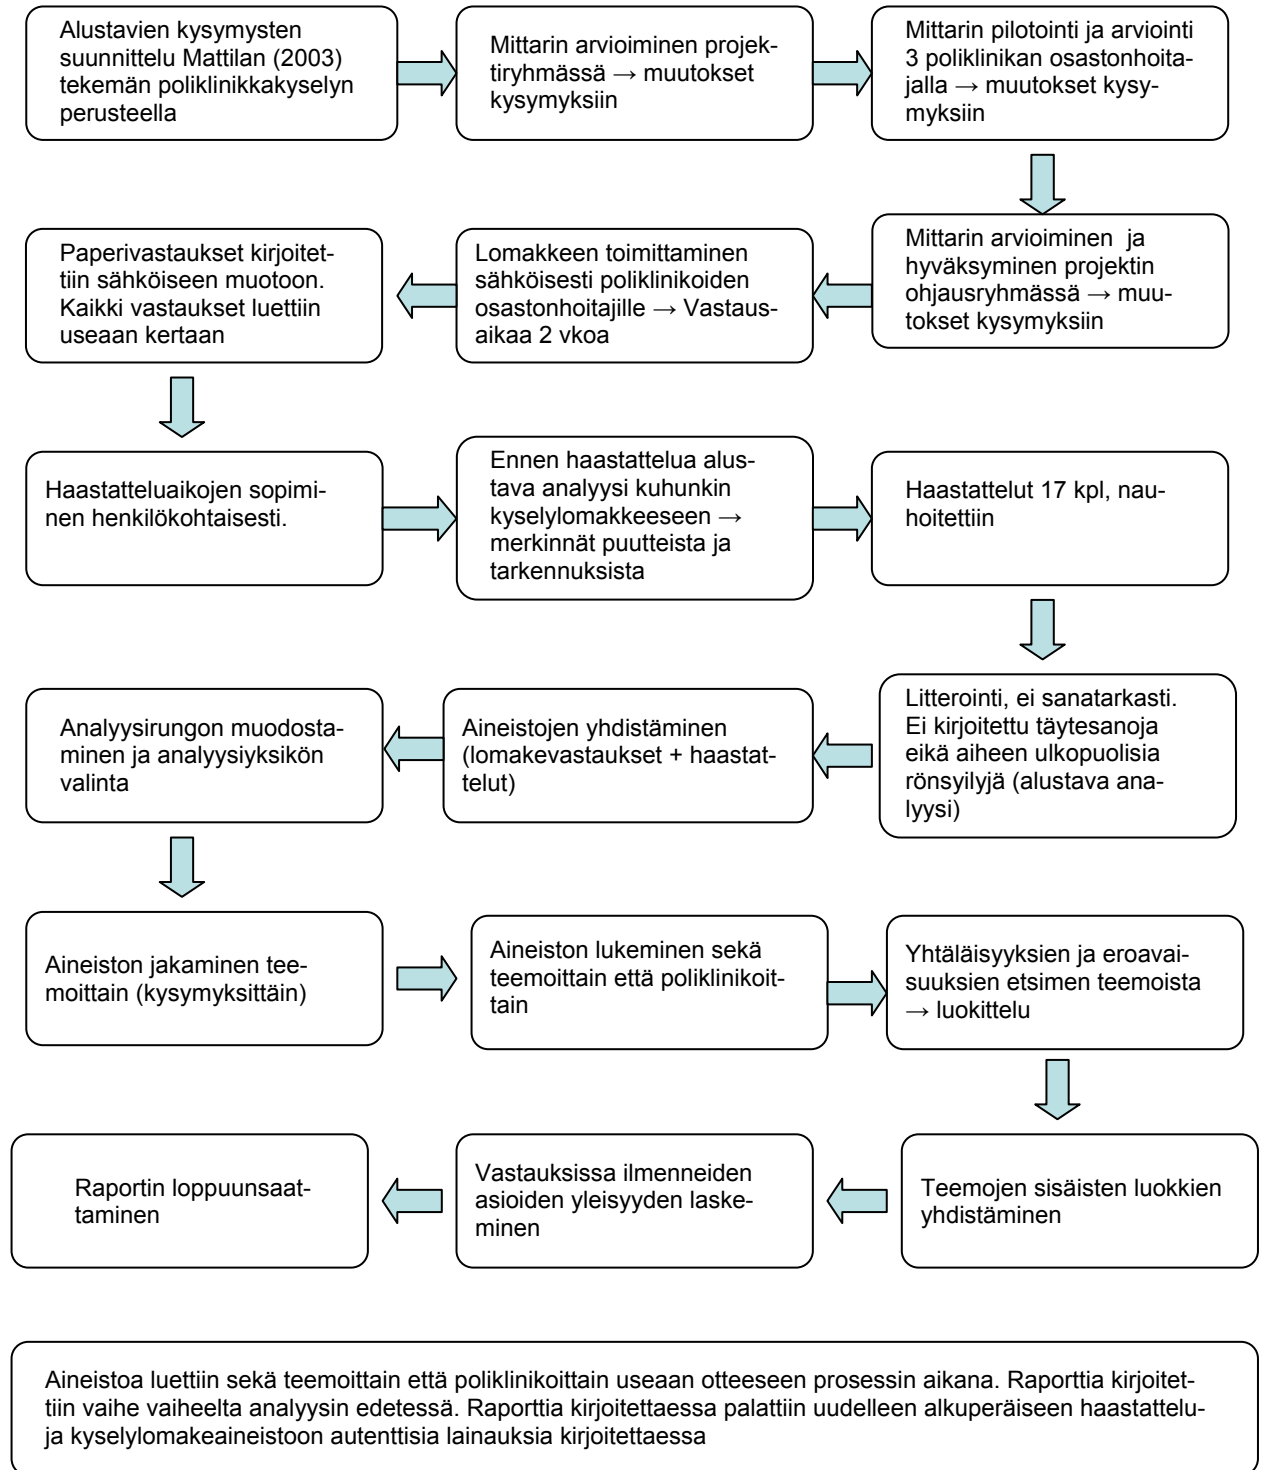 Alustavien kysymysten
suunnittelu Mattilan (2003)
tekemän poliklinikkakyselyn
perusteella
Mittarin arvioiminen projek-
tiryhmässä → muutokset
kysymyksiin
Mittarin pilotointi ja arviointi
3 poliklinikan osastonhoita-
jalla → muutokset kysy-
myksiin
Mittarin arvioiminen ja
hyväksyminen projektin
ohjausryhmässä → muu-
tokset kysymyksiin
Lomakkeen toimittaminen
sähköisesti poliklinikoiden
osastonhoitajille → Vastaus-
aikaa 2 vkoa
Paperivastaukset kirjoitet-
tiin sähköiseen muotoon.
Kaikki vastaukset luettiin
useaan kertaan
Haastatteluaikojen sopimi-
nen henkilökohtaisesti.
Ennen haastattelua alus-
tava analyysi kuhunkin
kyselylomakkeeseen →
merkinnät puutteista ja
tarkennuksista
Haastattelut 17 kpl, nau-
hoitettiin
Litterointi, ei sanatarkasti.
Ei kirjoitettu täytesanoja
eikä aiheen ulkopuolisia
rönsyilyjä (alustava ana-
lyysi)
Aineistojen yhdistäminen
(lomakevastaukset + haastat-
telut)
Analyysirungon muodosta-
minen ja analyysiyksikön
valinta
Aineiston jakaminen tee-
moittain (kysymyksittäin)
Aineiston lukeminen sekä
teemoittain että poliklinikoit-
tain
Yhtäläisyyksien ja eroavai-
suuksien etsimen teemoista
→ luokittelu
Teemojen sisäisten luokkien
yhdistäminen
Vastauksissa ilmenneiden
asioiden yleisyyden laske-
minen
Raportin loppuunsaat-
taminen
Aineistoa luettiin sekä teemoittain että poliklinikoittain useaan otteeseen prosessin aikana. Raporttia kirjoitet-
tiin vaihe vaiheelta analyysin edetessä. Raporttia kirjoitettaessa palattiin uudelleen alkuperäiseen haastattelu-
ja kyselylomakeaineistoon autenttisia lainauksia kirjoitettaessa